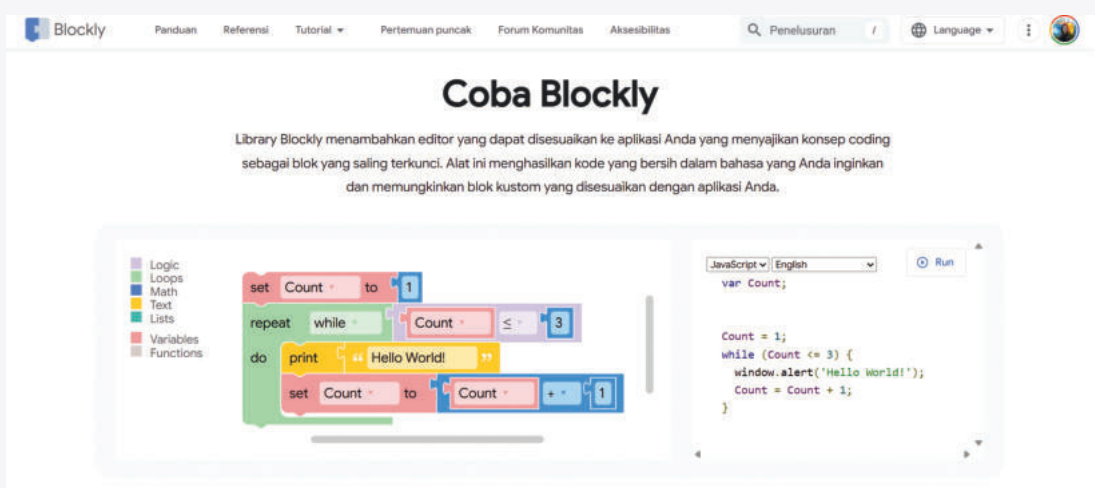 Blockly Panduan Referensi Tutorial Pertemuan puncak Forum Komunitas Aksesibilitas Penelusuran / Language
Coba Blockly
Library Blockly menambahkan editor yang dapat disesuaikan ke aplikasi Anda yang menyajikan konsep coding
sebagai blok yang saling terkunci. Alat ini menghasilkan kode yang bersih dalam bahasa yang Anda inginkan
dan memungkinkan blok kustom yang disesuaikan dengan aplikasi Anda.
Logic
Loops
Math
Text
Lists
Variables
Functions
set Count to 1
repeat while Count ≤ 3
do print “ Hello World! ”
set Count to Count + 1
JavaScript English Run
var Count;
Count = 1;
while (Count <= 3) {
window.alert('Hello World!');
Count = Count + 1;
}